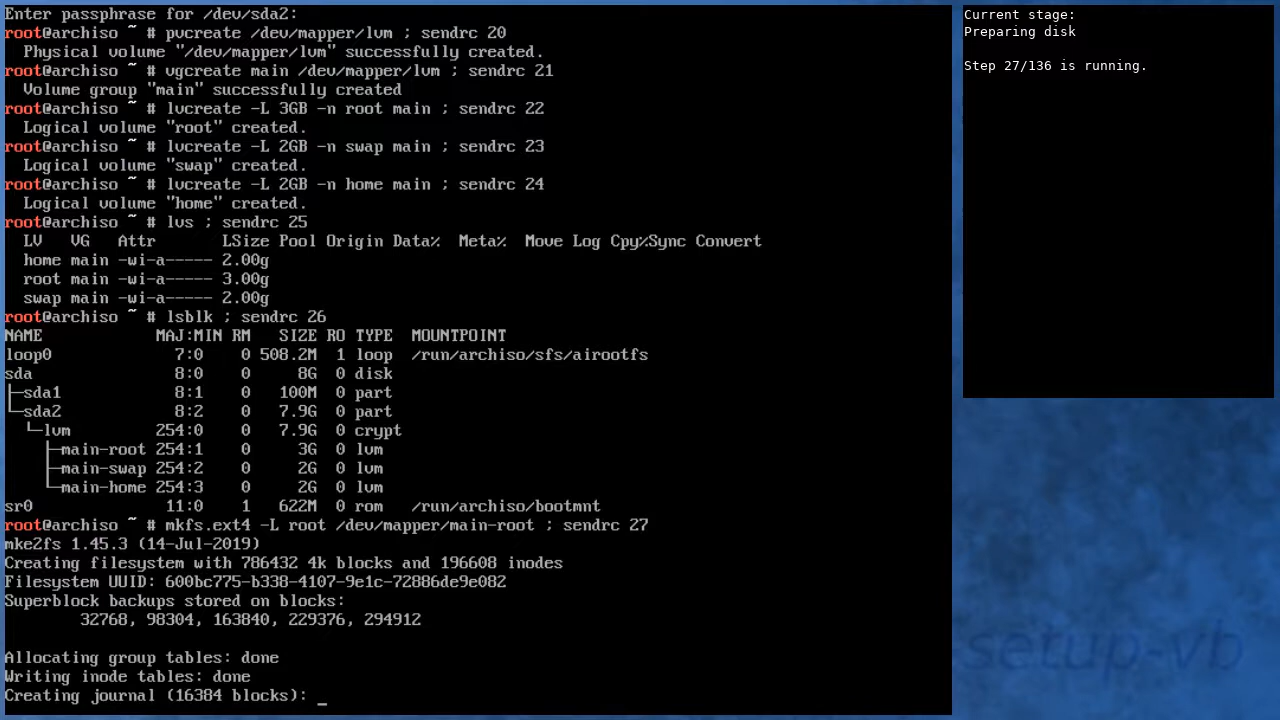 Enter passphrase for /dev/sda2:
root@archiso ~ # pvcreate /dev/mapper/lvm ; sendrc 20
  Physical volume "/dev/mapper/lvm" successfully created.
root@archiso ~ # vgcreate main /dev/mapper/lvm ; sendrc 21
  Volume group "main" successfully created
root@archiso ~ # lvcreate -L 3GB -n root main ; sendrc 22
  Logical volume "root" created.
root@archiso ~ # lvcreate -L 2GB -n swap main ; sendrc 23
  Logical volume "swap" created.
root@archiso ~ # lvcreate -L 2GB -n home main ; sendrc 24
  Logical volume "home" created.
root@archiso ~ # lvs ; sendrc 25
  LV   VG   Attr       LSize Pool Origin Data%  Meta%  Move Log Cpy%Sync Convert
  home main -wi-a----- 2.00g
  root main -wi-a----- 3.00g
  swap main -wi-a----- 2.00g
root@archiso ~ # lsblk ; sendrc 26
NAME            MAJ:MIN RM   SIZE RO TYPE  MOUNTPOINT
loop0             7:0    0 508.2M  1 loop  /run/archiso/sfs/airootfs
sda               8:0    0     8G  0 disk
├─sda1            8:1    0   100M  0 part
└─sda2            8:2    0   7.9G  0 part
  └─lvm         254:0    0   7.9G  0 crypt
    ├─main-root 254:1    0     3G  0 lvm
    ├─main-swap 254:2    0     2G  0 lvm
    └─main-home 254:3    0     2G  0 lvm
sr0              11:0    1   622M  0 rom   /run/archiso/bootmnt
root@archiso ~ # mkfs.ext4 -L root /dev/mapper/main-root ; sendrc 27
mke2fs 1.45.3 (14-Jul-2019)
Creating filesystem with 786432 4k blocks and 196608 inodes
Filesystem UUID: 600bc775-b338-4107-9e1c-72886de9e082
Superblock backups stored on blocks:
        32768, 98304, 163840, 229376, 294912

Allocating group tables: done
Writing inode tables: done
Creating journal (16384 blocks): _
Current stage:
Preparing disk

Step 27/136 is running.
setup-vb